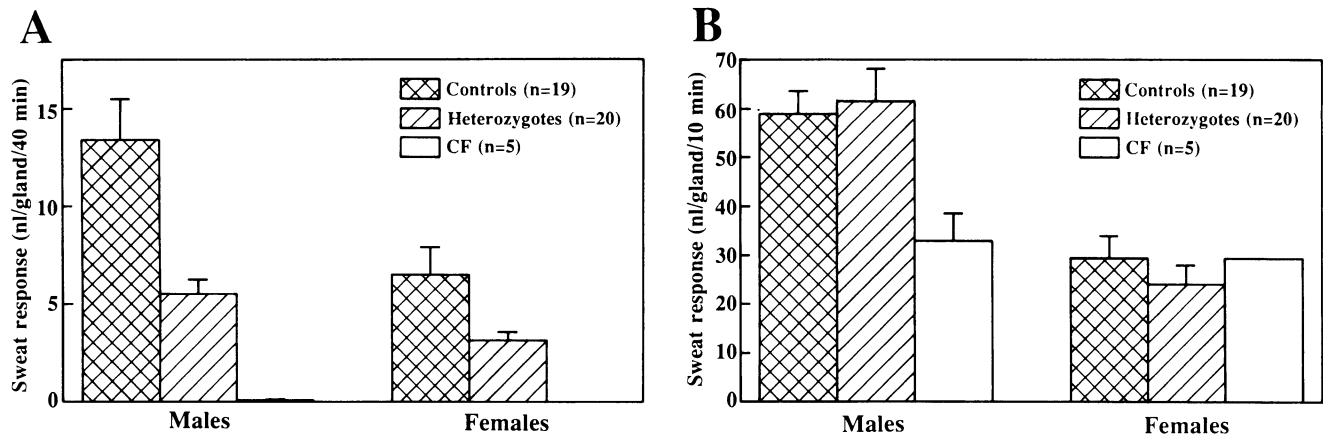 A
Sweat response (nl/gland/40 min)
15
10
5
0
Controls (n=19)
Heterozygotes (n=20)
CF (n=5)
Males
Females
B
Sweat response (nl/gland/10 min)
70
60
50
40
30
20
10
0
Controls (n=19)
Heterozygotes (n=20)
CF (n=5)
Males
Females